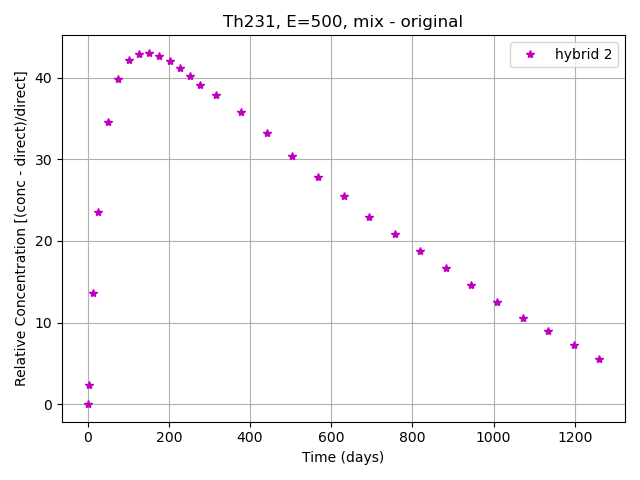 Th231, E=500, mix - original
hybrid 2
Relative Concentration [(conc - direct)/direct]
40
30
20
10
0
0 200 400 600 800 1000 1200
Time (days)